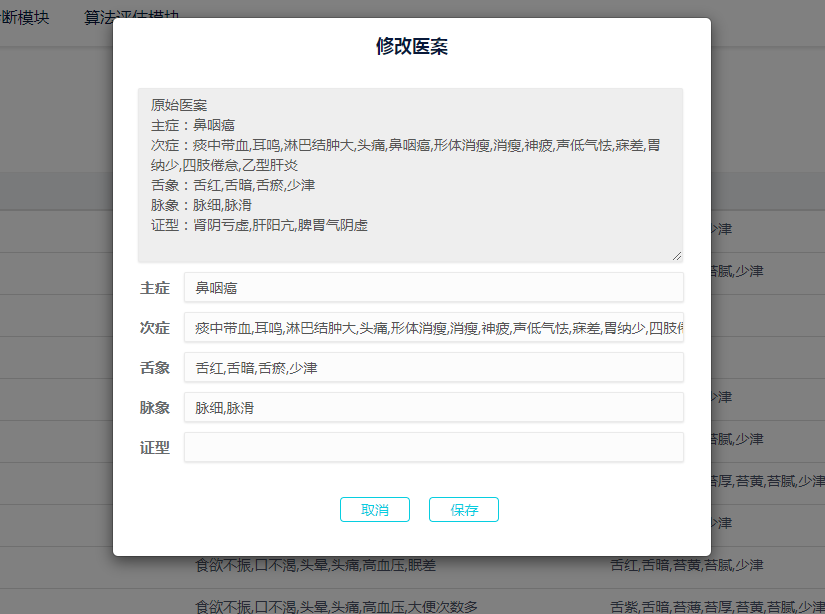 断模块 算法评估模块
修改医案
原始医案
主症：鼻咽癌
次症：痰中带血,耳鸣,淋巴结肿大,头痛,鼻咽癌,形体消瘦,消瘦,神疲,声低气怯,寐差,胃
纳少,四肢倦怠,乙型肝炎
舌象：舌红,舌暗,舌瘀,少津
脉象：脉细,脉滑
证型：肾阴亏虚,肝阳亢,脾胃气阴虚
少津
苔腻,少津
主症 鼻咽癌
次症 痰中带血,耳鸣,淋巴结肿大,头痛,形体消瘦,消瘦,神疲,声低气怯,寐差,胃纳少,四肢倦
舌象 舌红,舌暗,舌瘀,少津
脉象 脉细,脉滑
少津
证型
苔腻,少津
苔厚,苔黄,苔腻,少津
取消 保存
少津
食欲不振,口不渴,头晕,头痛,高血压,眠差 舌红,舌暗,苔黄,苔腻,少津
食欲不振,口不渴,头晕,头痛,高血压,大便次数多 舌紫,舌暗,苔薄,苔厚,苔黄,苔腻,少津